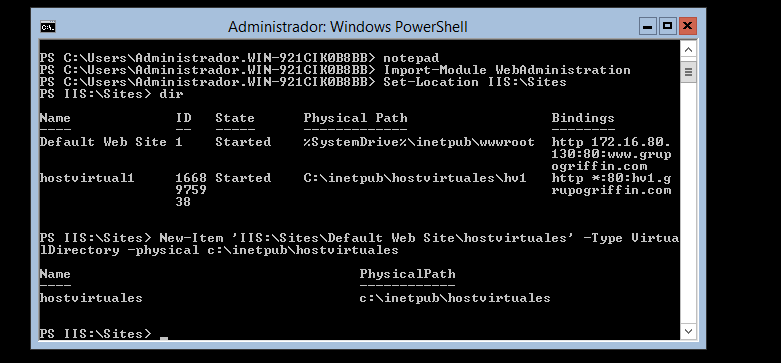 Administrador: Windows PowerShell
PS C:\Users\Administrador.WIN-921CIK0B8BB> notepad
PS C:\Users\Administrador.WIN-921CIK0B8BB> Import-Module WebAdministration
PS C:\Users\Administrador.WIN-921CIK0B8BB> Set-Location IIS:\Sites
PS IIS:\Sites> dir
Name ID State Physical Path Bindings
---- -- ----- ------------- --------
Default Web Site 1 Started %SystemDrive%\inetpub\wwwroot http 172.16.80.
130:80:www.grup
ogriffin.com
hostvirtual1 1668 Started C:\inetpub\hostvirtuales\hv1 http *:80:hv1.g
9759 rupogriffin.com
38
PS IIS:\Sites> New-Item 'IIS:\Sites\Default Web Site\hostvirtuales' -Type Virtua
lDirectory -physical c:\inetpub\hostvirtuales
Name PhysicalPath
---- ------------
hostvirtuales c:\inetpub\hostvirtuales
PS IIS:\Sites> _